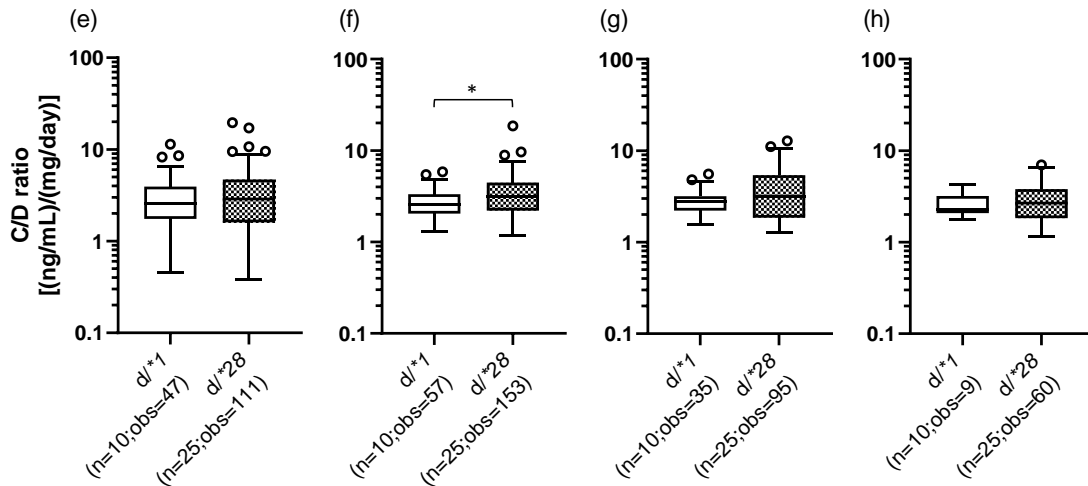 (e)
(f)
(g)
(h)
C/D ratio
[(ng/mL)/(mg/day)]
100
10
1
0.1
d/*1
(n=10;obs=47)
d/*28
(n=25;obs=111)
100
10
1
0.1
*
d/*1
(n=10;obs=57)
d/*28
(n=25;obs=153)
100
10
1
0.1
d/*1
(n=10;obs=35)
d/*28
(n=25;obs=95)
100
10
1
0.1
d/*1
(n=10;obs=9)
d/*28
(n=25;obs=60)